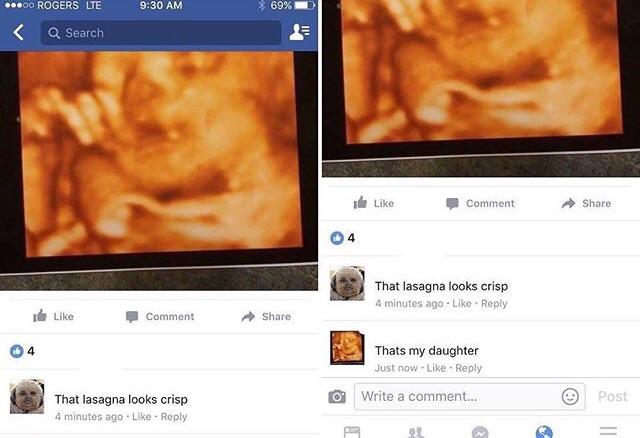 ROGERS LTE 9:30 AM 69%
Search
Like Comment Share
4
That lasagna looks crisp
4 minutes ago · Like · Reply
Like Comment Share
4
That lasagna looks crisp
4 minutes ago · Like · Reply
Thats my daughter
Just now · Like · Reply
Write a comment... Post